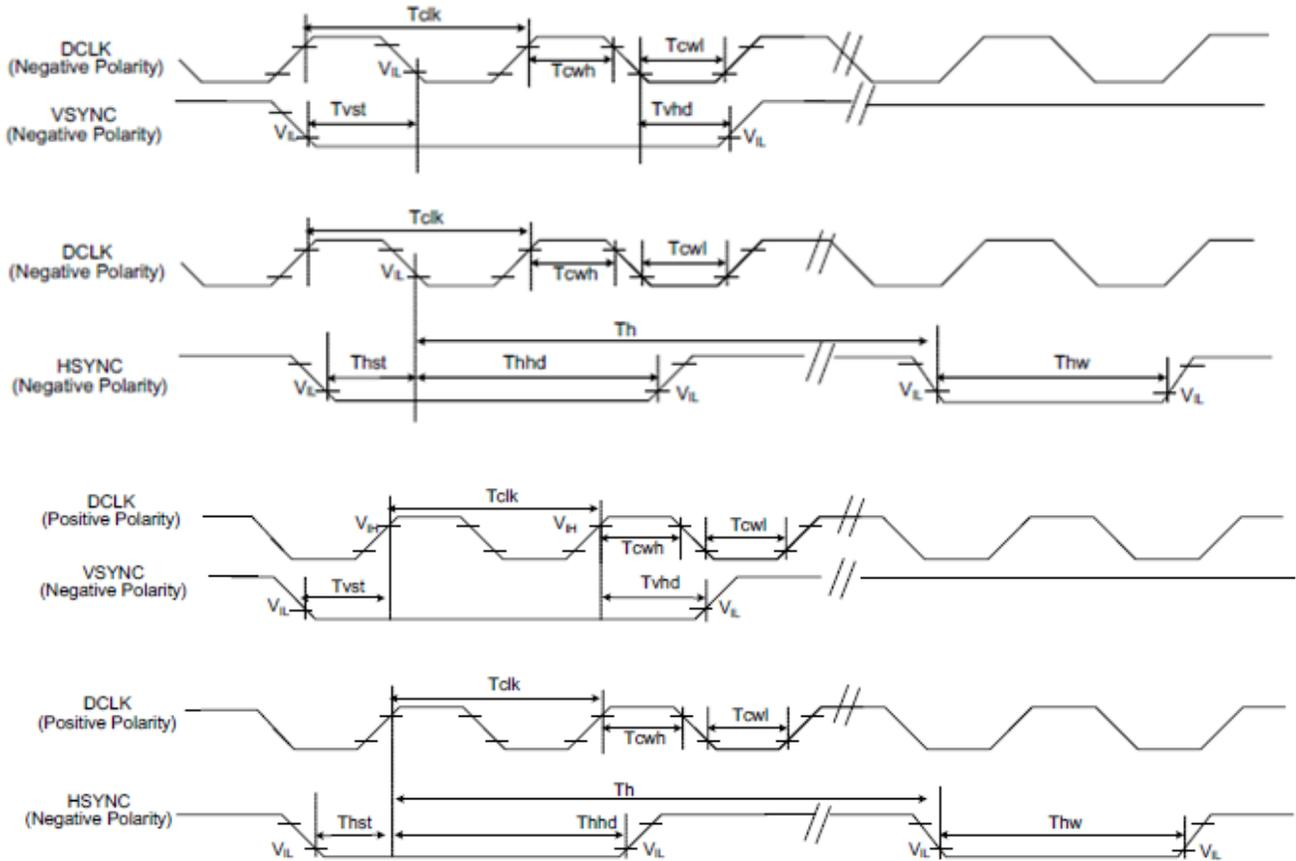 Tclk
DCLK
(Negative Polarity)
VIL
Tcwh
Tcwl
VSYNC
(Negative Polarity)
VIL
Tvst
Tvhd
VIL
Tclk
DCLK
(Negative Polarity)
VIL
Tcwh
Tcwl
Th
HSYNC
(Negative Polarity)
VIL
Thst
Thhd
VIL
VIL
Thw
VIL
DCLK
(Positive Polarity)
VIH
Tclk
VIH
Tcwh
Tcwl
VSYNC
(Negative Polarity)
VIL
Tvst
Tvhd
VIL
DCLK
(Positive Polarity)
Tclk
Tcwh
Tcwl
Th
HSYNC
(Negative Polarity)
VIL
Thst
Thhd
VIL
VIL
Thw
VIL